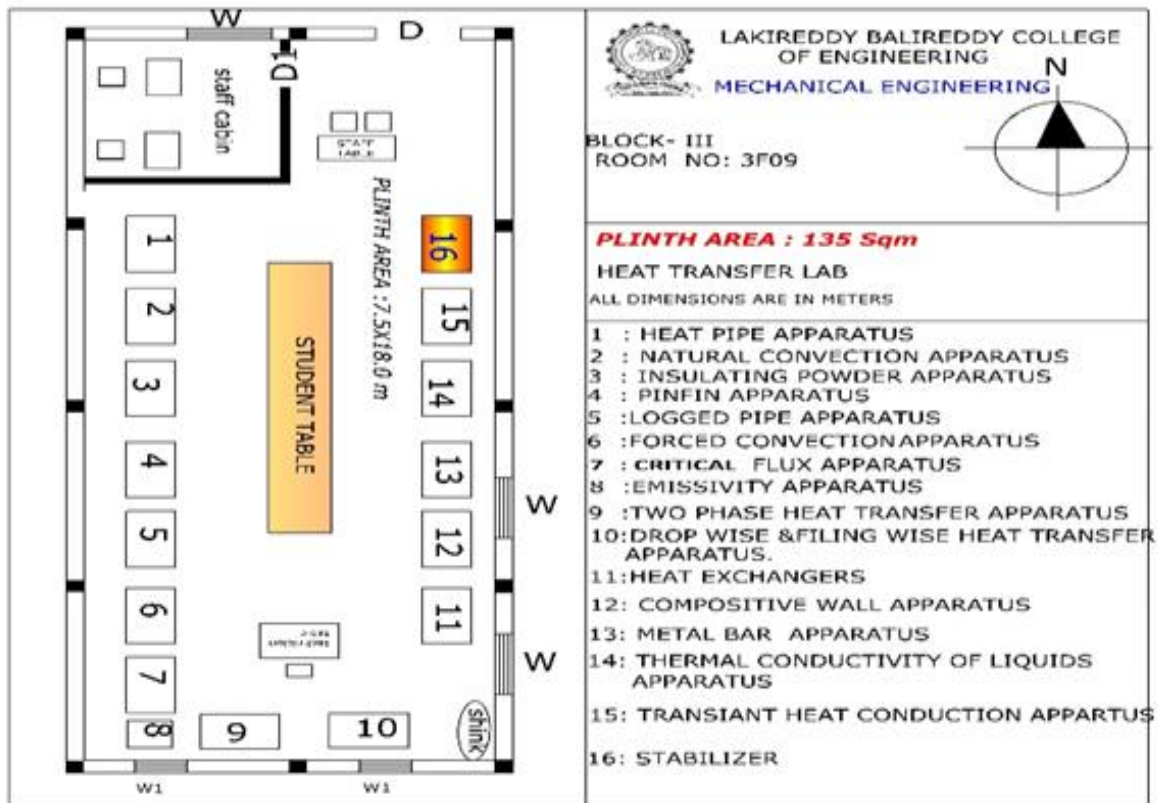 W
D
D1
staff cabin
STAFF
TABLE
PLINTH AREA :7.5X18.0 m
STUDENT TABLE
1
2
3
4
5
6
7
8
9
10
16
15
14
13
12
11
shink
W
W
W1
W1
LAKIREDDY BALIREDDY COLLEGE
OF ENGINEERING
MECHANICAL ENGINEERING
N
BLOCK- III
ROOM NO: 3F09
PLINTH AREA : 135 Sqm
HEAT TRANSFER LAB
ALL DIMENSIONS ARE IN METERS
1 : HEAT PIPE APPARATUS
2 : NATURAL CONVECTION APPARATUS
3 : INSULATING POWDER APPARATUS
4 : PINFIN APPARATUS
5 :LOGGED PIPE APPARATUS
6 :FORCED CONVECTION APPARATUS
7 : CRITICAL FLUX APPARATUS
8 :EMISSIVITY APPARATUS
9 :TWO PHASE HEAT TRANSFER APPARATUS
10:DROP WISE &FILING WISE HEAT TRANSFER
APPARATUS.
11:HEAT EXCHANGERS
12: COMPOSITIVE WALL APPARATUS
13: METAL BAR APPARATUS
14: THERMAL CONDUCTIVITY OF LIQUIDS
APPARATUS
15: TRANSIANT HEAT CONDUCTION APPARTUS
16: STABILIZER